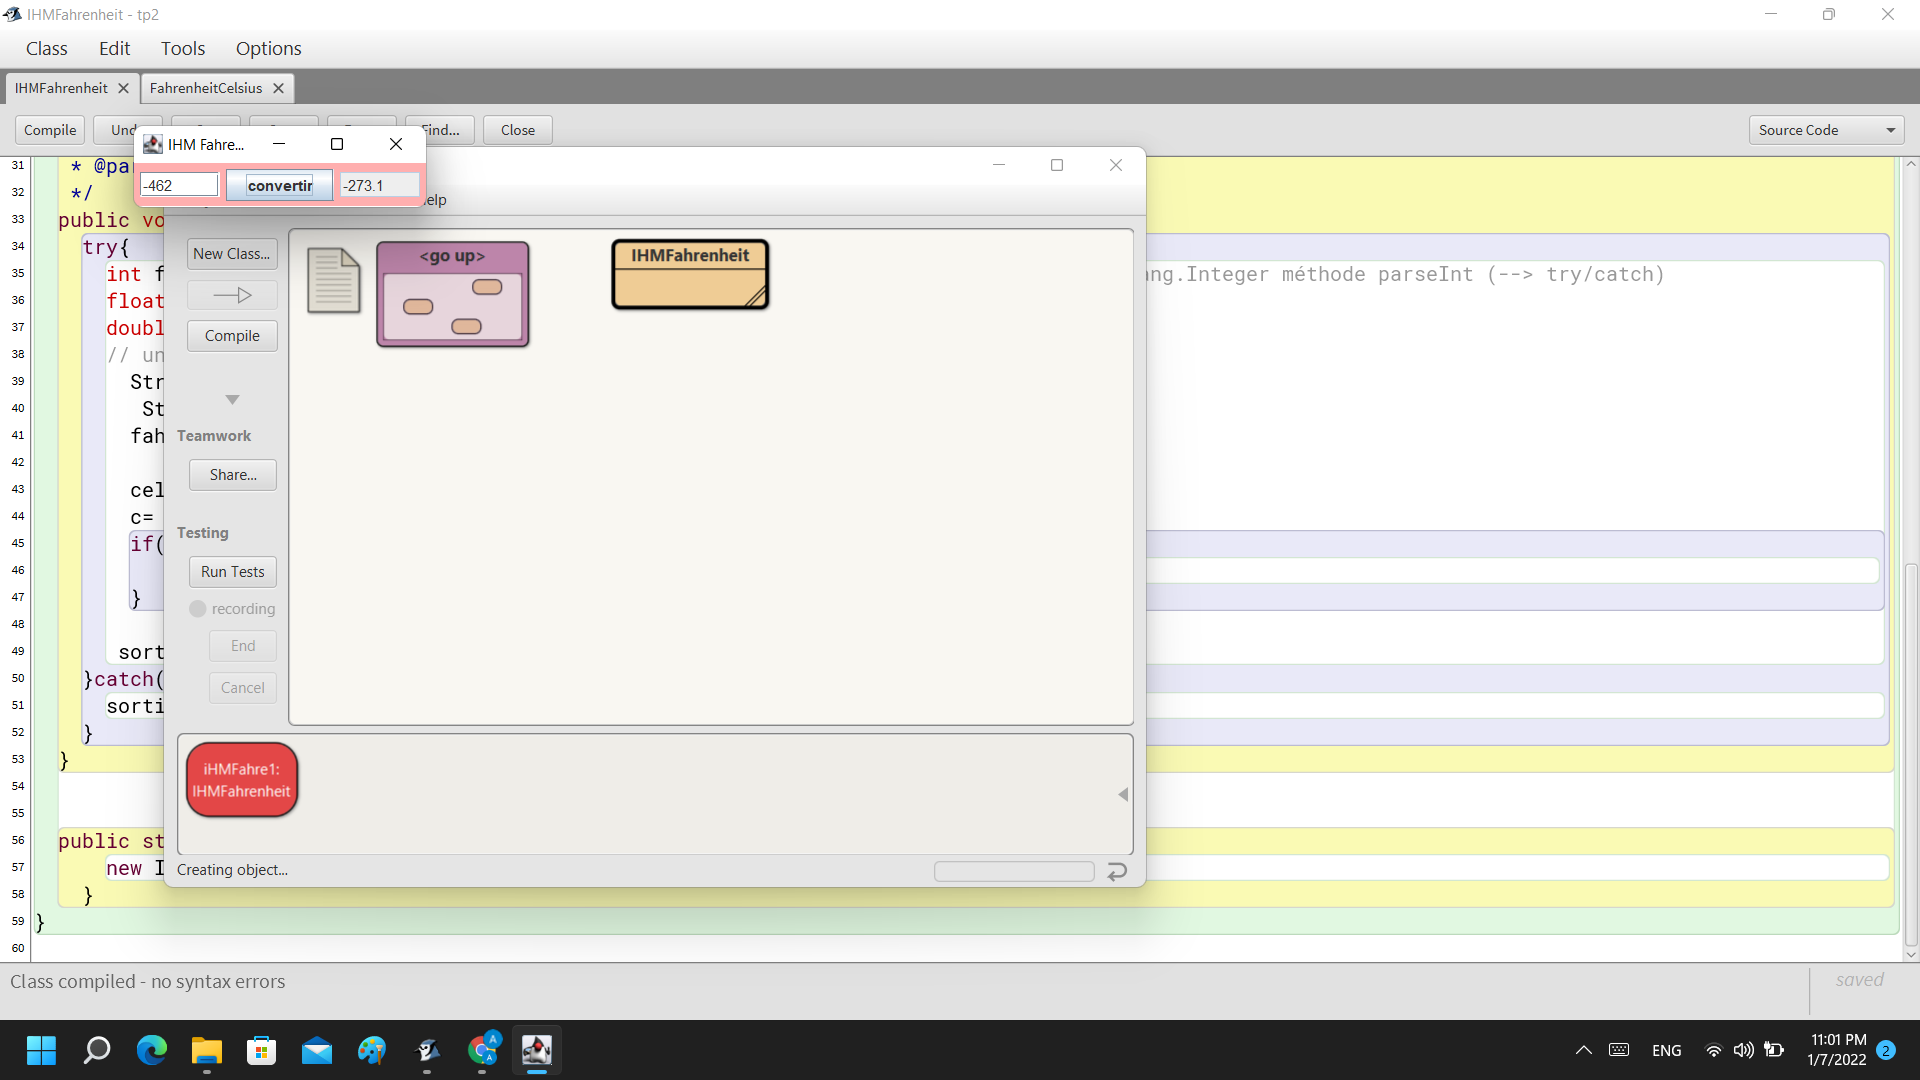 IHMFahrenheit - tp2
Class Edit Tools Options
IHMFahrenheit FahrenheitCelsius
Compile Und Find... Close Source Code
IHM Fahre...
-462 convertir -273.1
elp
31 * @par
32 */
33 public vo
34 try{
35 int f ng.Integer méthode parseInt (--> try/catch)
36 float
37 doubl
38 // un
39 Str
40 St
41 fah
42
43 cel
44 c=
45 if(
46
47 }
48
49 sort
50 }catch(
51 sorti
52 }
53 }
54
55
56 public st
57 new I
58 }
59 }
60
New Class...
Compile
Teamwork
Share...
Testing
Run Tests
recording
End
Cancel
<go up>
IHMFahrenheit
iHMFahre1:
IHMFahrenheit
Creating object...
Class compiled - no syntax errors
saved
A
A
ENG
11:01 PM
1/7/2022
2